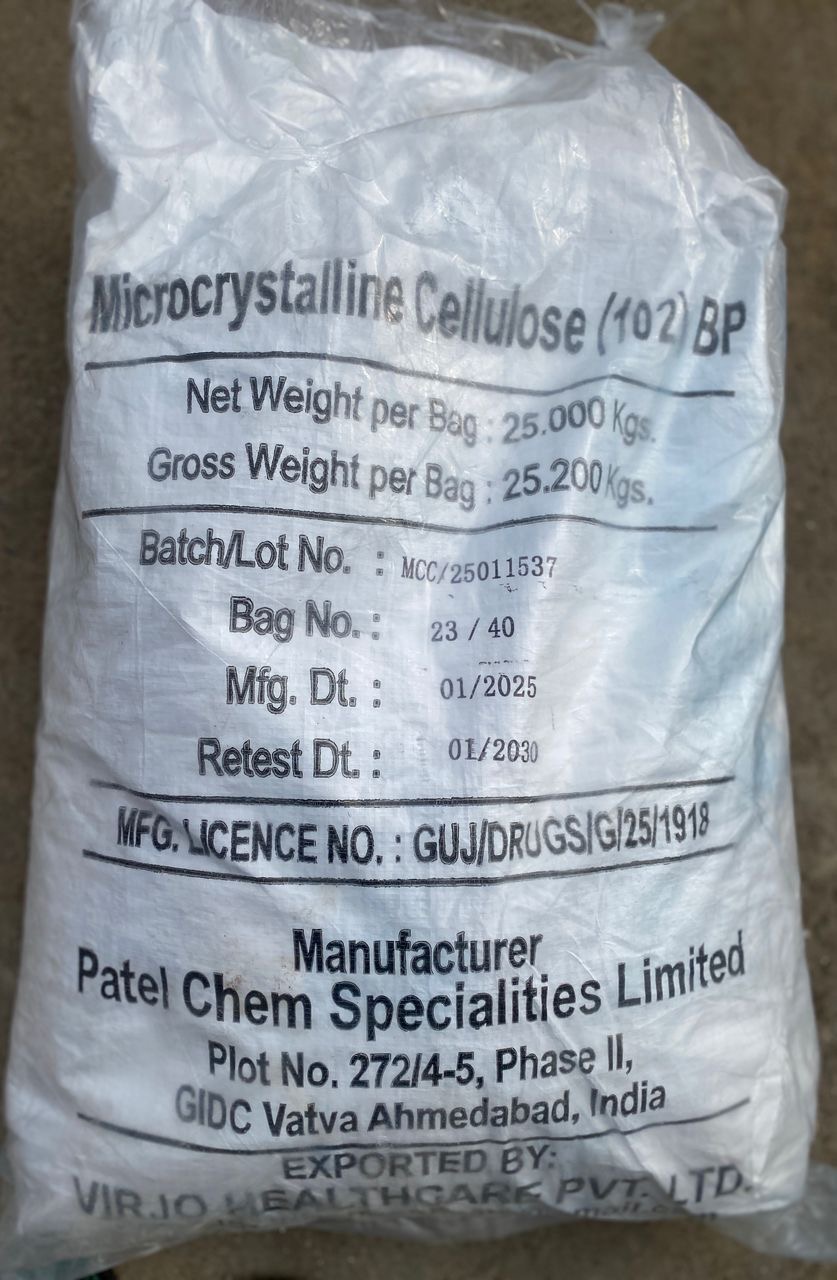 Microcrystalline Cellulose (102) BP
Net Weight per Bag : 25.000 Kgs.
Gross Weight per Bag : 25.200 Kgs.
Batch/Lot No. : MCC/25011537
Bag No. : 23 / 40
Mfg. Dt. : 01/2025
Retest Dt. : 01/2030
MFG. LICENCE NO. : GUJ/DRUGS/G/25/1918
Manufacturer
Patel Chem Specialities Limited
Plot No. 272/4-5, Phase II,
GIDC Vatva Ahmedabad, India
EXPORTED BY:
HEALTHCARE PVT. LTD.